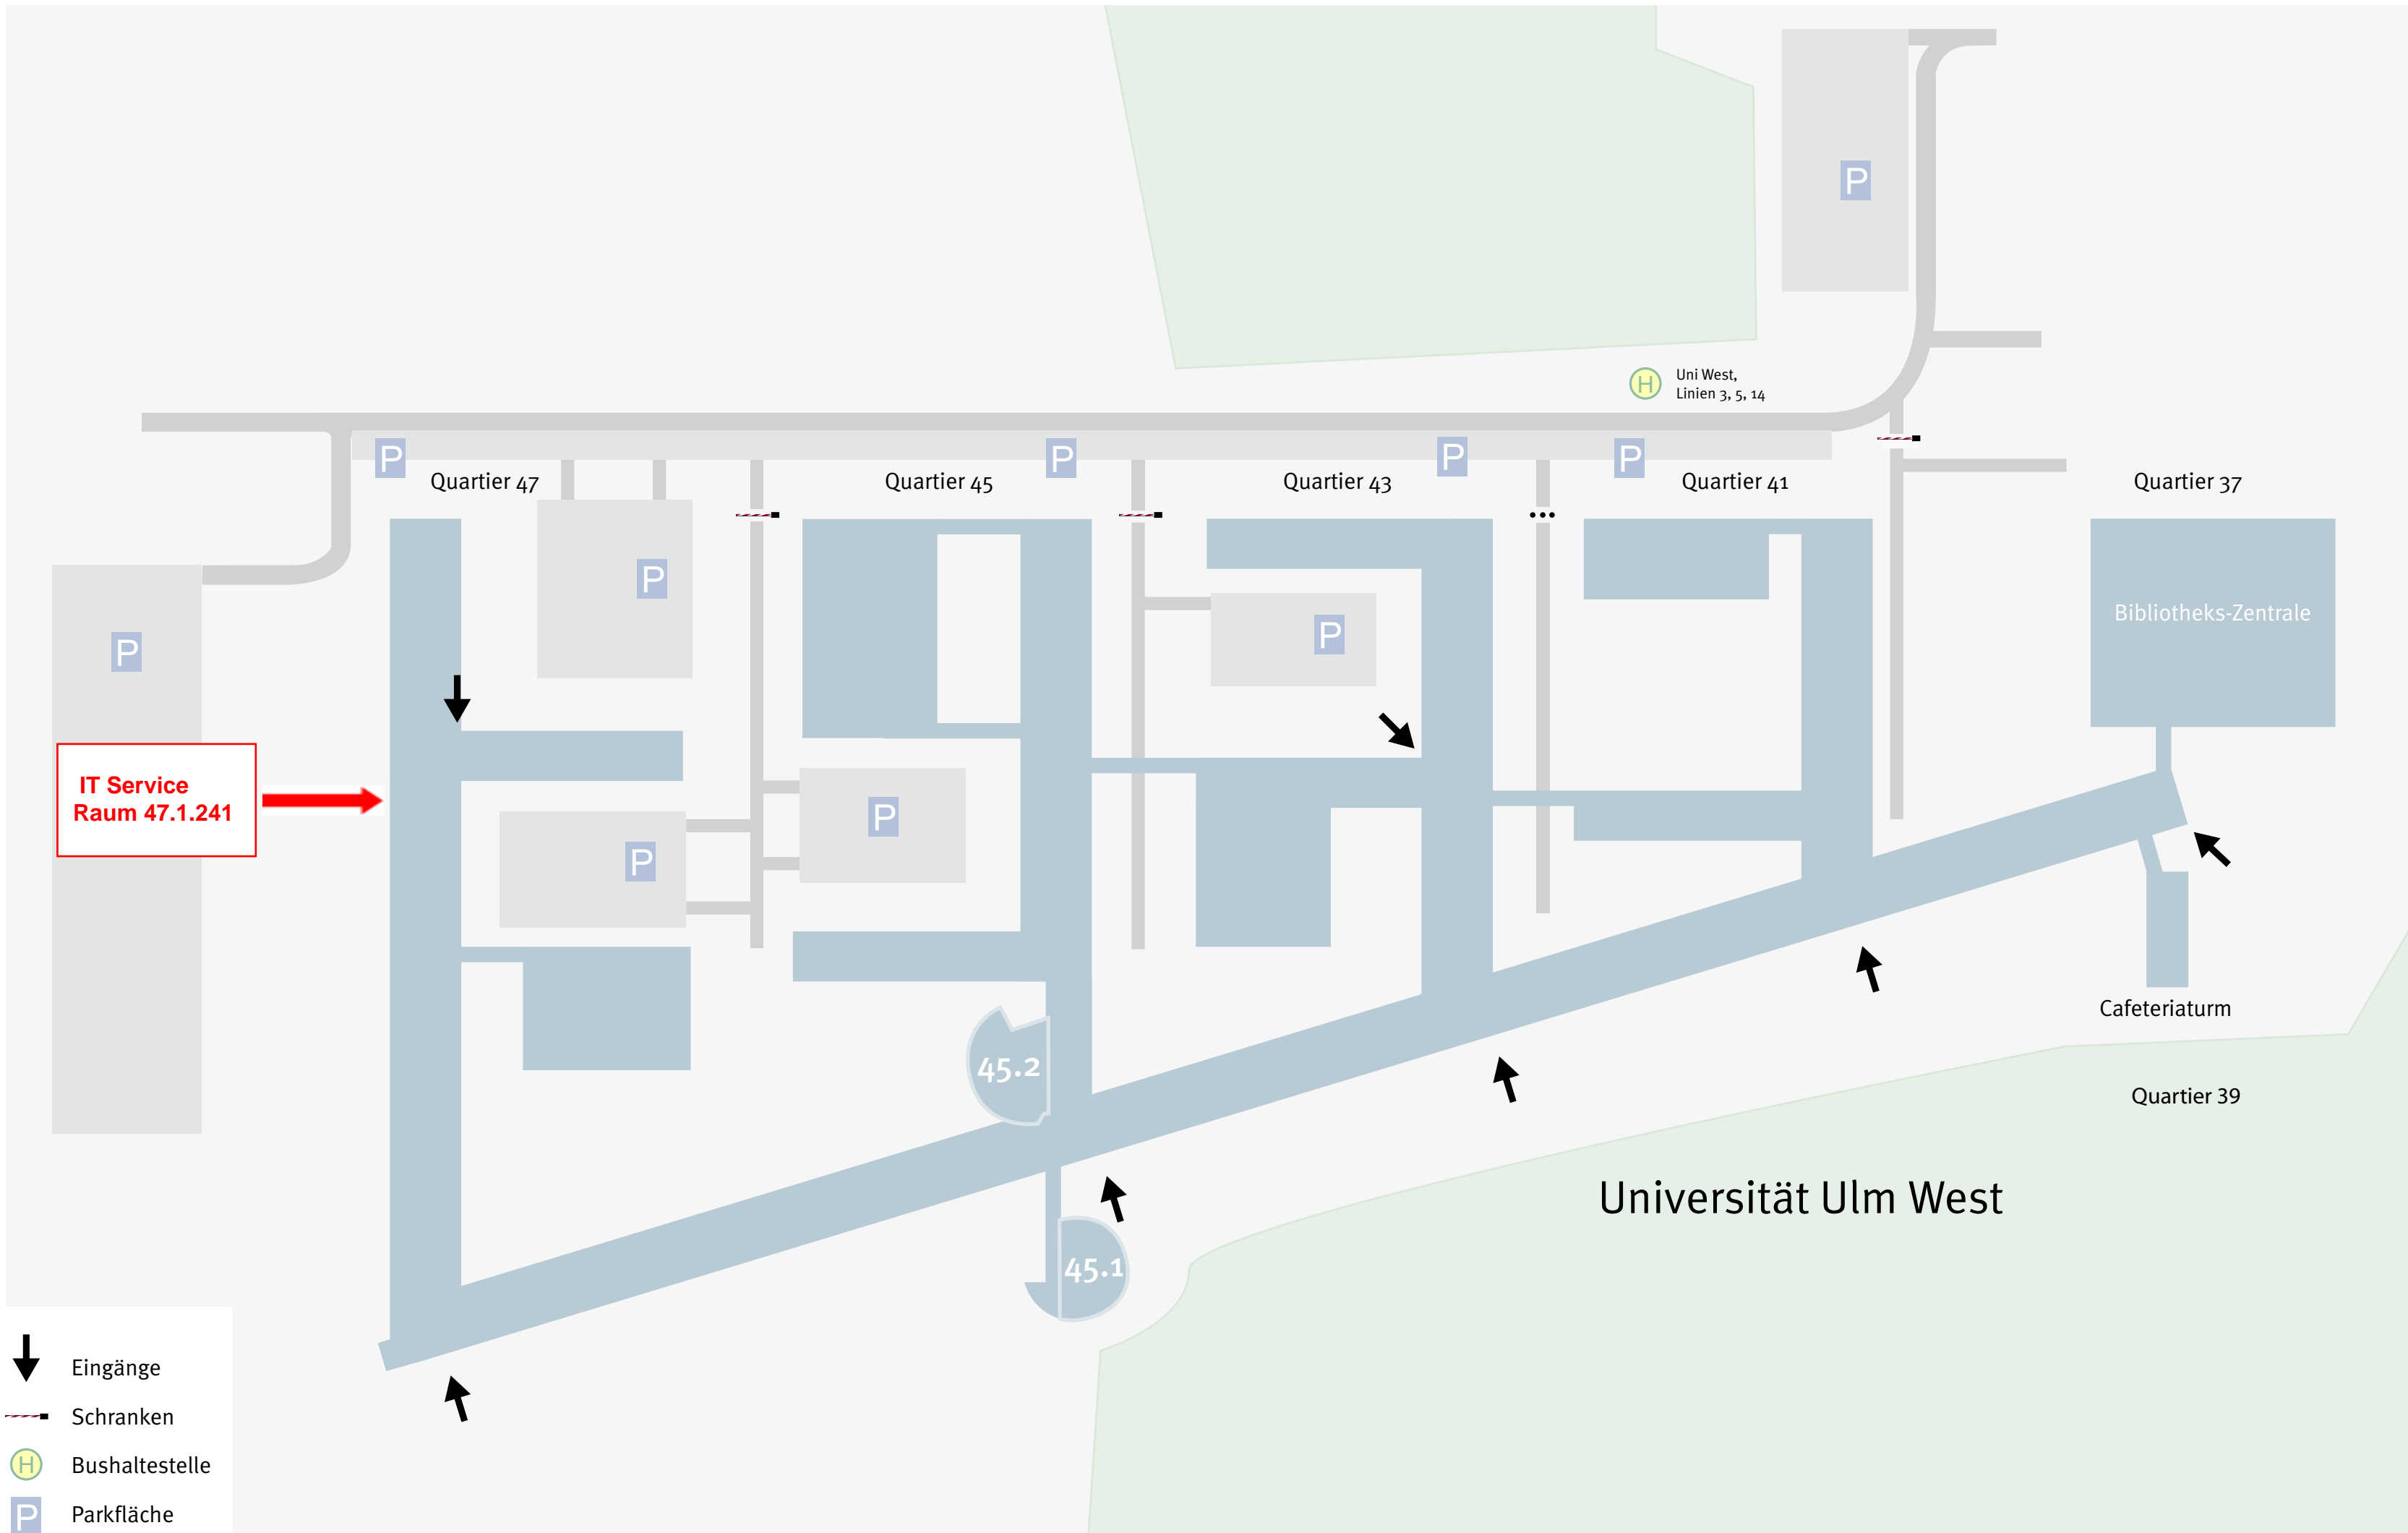 P
H
Uni West,
Linien 3, 5, 14
P
P
P
P
Quartier 47
Quartier 45
Quartier 43
Quartier 41
Quartier 37
P
P
P
Bibliotheks-Zentrale
IT Service
Raum 47.1.241
P
P
Cafeteriaturm
45.2
Quartier 39
Universität Ulm West
45.1
Eingänge
Schranken
H Bushaltestelle
P Parkfläche